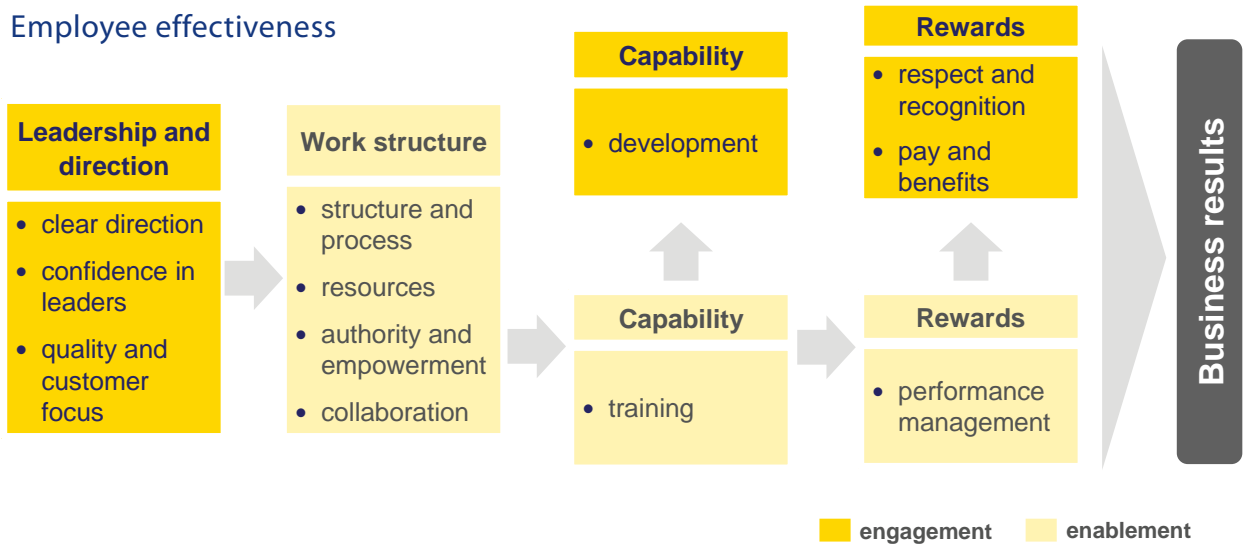 Employee effectiveness
Leadership and
direction
• clear direction
• confidence in
leaders
• quality and
customer
focus
Work structure
• structure and
process
• resources
• authority and
empowerment
• collaboration
Capability
• development
Capability
• training
Rewards
• respect and
recognition
• pay and
benefits
Rewards
• performance
management
Business results
engagement
enablement